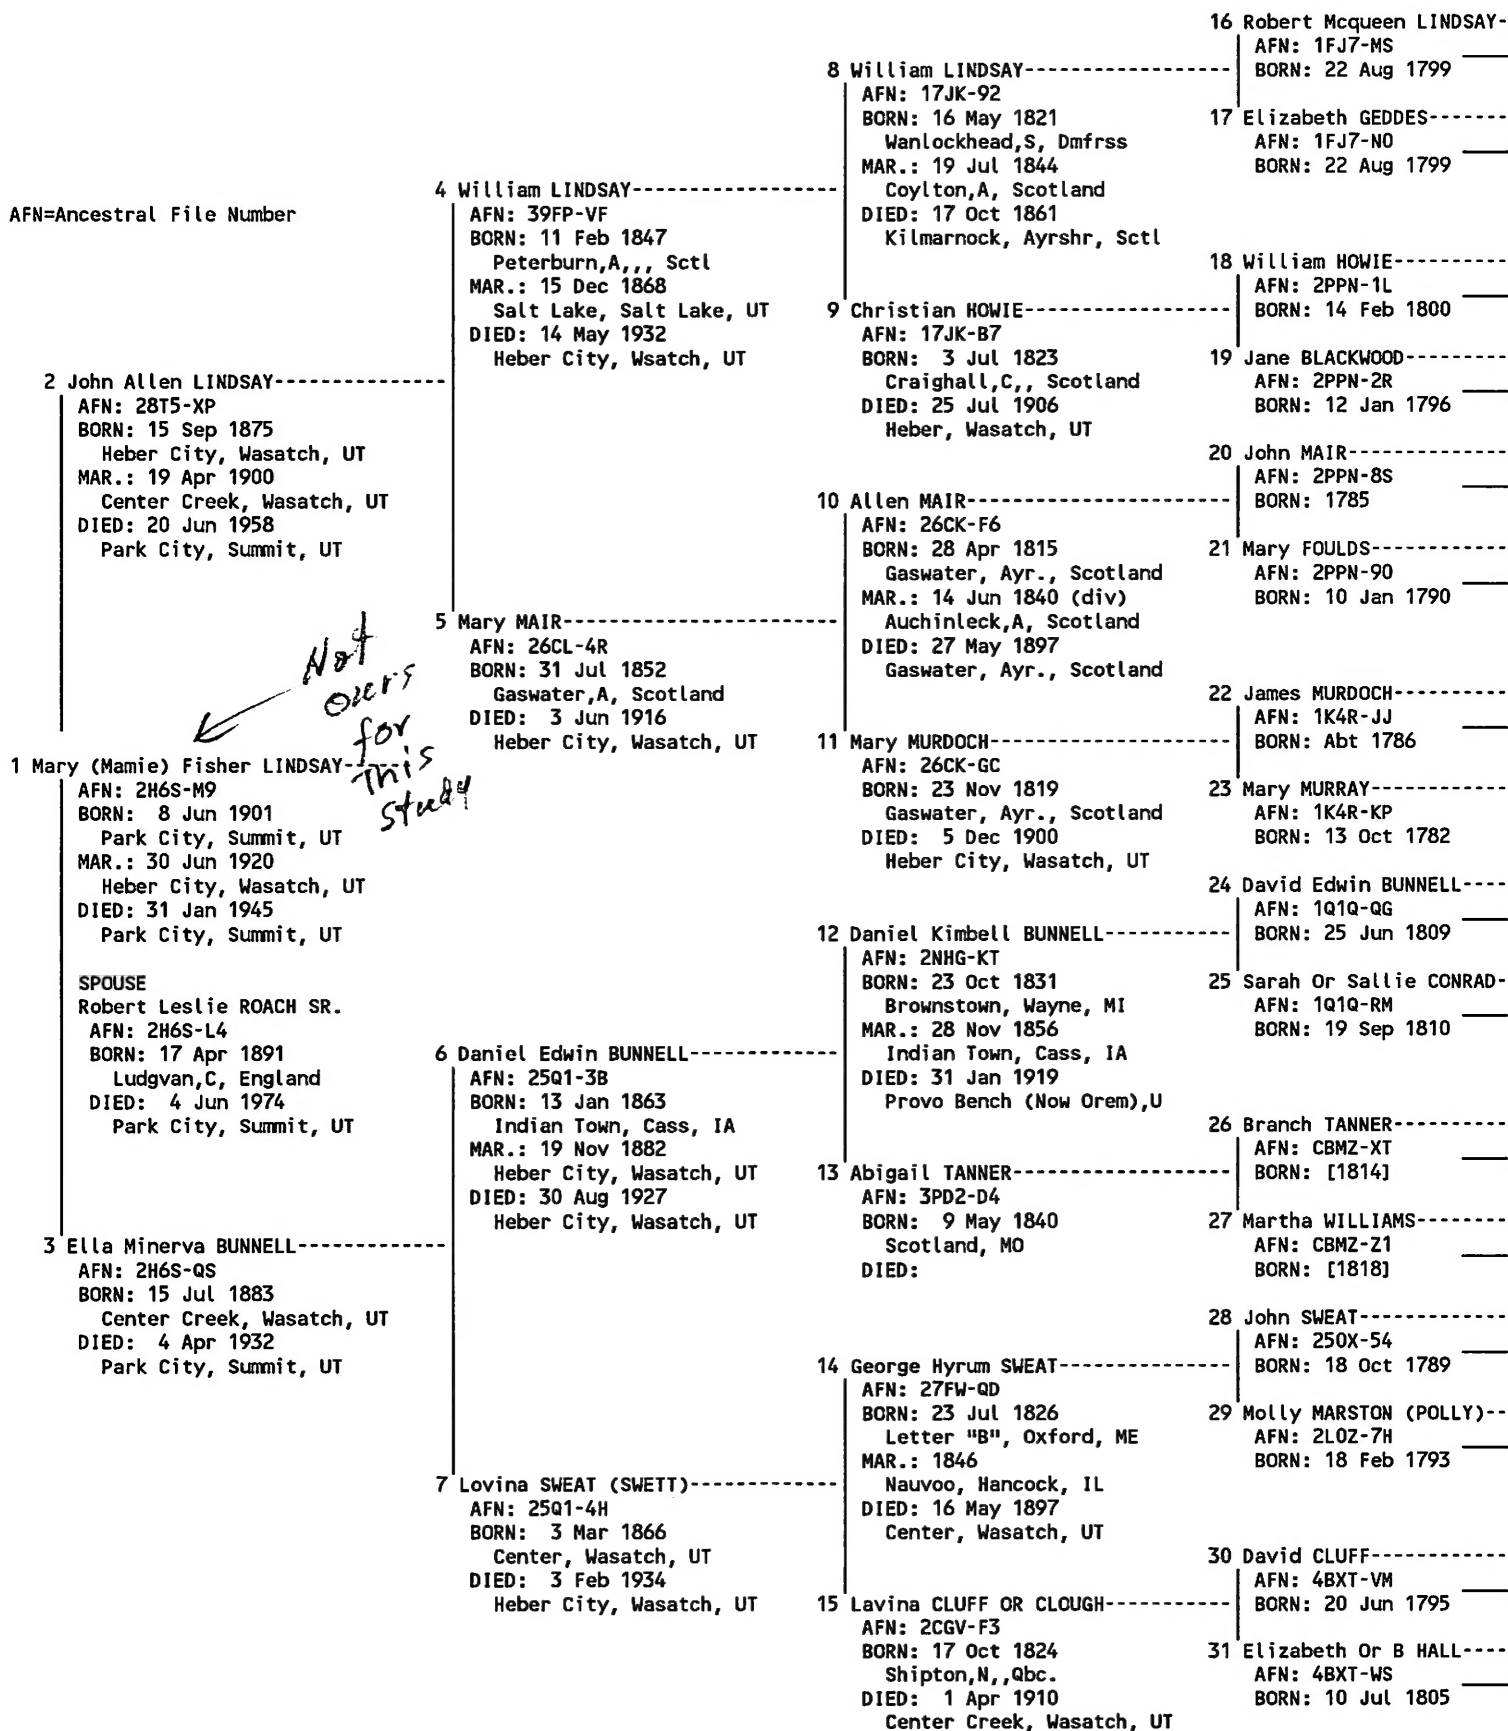 AFN=Ancestral File Number
1 Mary (Mamie) Fisher LINDSAY
AFN: 2H6S-M9
BORN: 8 Jun 1901
Park City, Summit, UT
MAR.: 30 Jun 1920
Heber City, Wasatch, UT
DIED: 31 Jan 1945
Park City, Summit, UT
SPOUSE
Robert Leslie ROACH SR.
AFN: 2H6S-L4
BORN: 17 Apr 1891
Ludgvan,C, England
DIED: 4 Jun 1974
Park City, Summit, UT
Not
ours
for
This
study
2 John Allen LINDSAY
AFN: 28T5-XP
BORN: 15 Sep 1875
Heber City, Wasatch, UT
MAR.: 19 Apr 1900
Center Creek, Wasatch, UT
DIED: 20 Jun 1958
Park City, Summit, UT
3 Ella Minerva BUNNELL
AFN: 2H6S-QS
BORN: 15 Jul 1883
Center Creek, Wasatch, UT
DIED: 4 Apr 1932
Park City, Summit, UT
4 William LINDSAY
AFN: 39FP-VF
BORN: 11 Feb 1847
Peterburn,A,,, Sctl
MAR.: 15 Dec 1868
Salt Lake, Salt Lake, UT
DIED: 14 May 1932
Heber City, Wsatch, UT
5 Mary MAIR
AFN: 26CL-4R
BORN: 31 Jul 1852
Gaswater,A, Scotland
DIED: 3 Jun 1916
Heber City, Wasatch, UT
6 Daniel Edwin BUNNELL
AFN: 25Q1-3B
BORN: 13 Jan 1863
Indian Town, Cass, IA
MAR.: 19 Nov 1882
Heber City, Wasatch, UT
DIED: 30 Aug 1927
Heber City, Wasatch, UT
7 Lovina SWEAT (SWETT)
AFN: 25Q1-4H
BORN: 3 Mar 1866
Center, Wasatch, UT
DIED: 3 Feb 1934
Heber City, Wasatch, UT
8 William LINDSAY
AFN: 17JK-92
BORN: 16 May 1821
Wanlockhead,S, Dmfrss
MAR.: 19 Jul 1844
Coylton,A, Scotland
DIED: 17 Oct 1861
Kilmarnock, Ayrshr, Sctl
9 Christian HOWIE
AFN: 17JK-B7
BORN: 3 Jul 1823
Craighall,C,, Scotland
DIED: 25 Jul 1906
Heber, Wasatch, UT
10 Allen MAIR
AFN: 26CK-F6
BORN: 28 Apr 1815
Gaswater, Ayr., Scotland
MAR.: 14 Jun 1840 (div)
Auchinleck,A, Scotland
DIED: 27 May 1897
Gaswater, Ayr., Scotland
11 Mary MURDOCH
AFN: 26CK-GC
BORN: 23 Nov 1819
Gaswater, Ayr., Scotland
DIED: 5 Dec 1900
Heber City, Wasatch, UT
12 Daniel Kimbell BUNNELL
AFN: 2NHG-KT
BORN: 23 Oct 1831
Brownstown, Wayne, MI
MAR.: 28 Nov 1856
Indian Town, Cass, IA
DIED: 31 Jan 1919
Provo Bench (Now Orem),U
13 Abigail TANNER
AFN: 3PD2-D4
BORN: 9 May 1840
Scotland, MO
DIED:
14 George Hyrum SWEAT
AFN: 27FW-QD
BORN: 23 Jul 1826
Letter "B", Oxford, ME
MAR.: 1846
Nauvoo, Hancock, IL
DIED: 16 May 1897
Center, Wasatch, UT
15 Lavina CLUFF OR CLOUGH
AFN: 2CGV-F3
BORN: 17 Oct 1824
Shipton,N,,Qbc.
DIED: 1 Apr 1910
Center Creek, Wasatch, UT
16 Robert Mcqueen LINDSAY
AFN: 1FJ7-MS
BORN: 22 Aug 1799
17 Elizabeth GEDDES
AFN: 1FJ7-N0
BORN: 22 Aug 1799
18 William HOWIE
AFN: 2PPN-1L
BORN: 14 Feb 1800
19 Jane BLACKWOOD
AFN: 2PPN-2R
BORN: 12 Jan 1796
20 John MAIR
AFN: 2PPN-8S
BORN: 1785
21 Mary FOULDS
AFN: 2PPN-90
BORN: 10 Jan 1790
22 James MURDOCH
AFN: 1K4R-JJ
BORN: Abt 1786
23 Mary MURRAY
AFN: 1K4R-KP
BORN: 13 Oct 1782
24 David Edwin BUNNELL
AFN: 1Q1Q-QG
BORN: 25 Jun 1809
25 Sarah Or Sallie CONRAD
AFN: 1Q1Q-RM
BORN: 19 Sep 1810
26 Branch TANNER
AFN: CBMZ-XT
BORN: [1814]
27 Martha WILLIAMS
AFN: CBMZ-Z1
BORN: [1818]
28 John SWEAT
AFN: 250X-54
BORN: 18 Oct 1789
29 Molly MARSTON (POLLY)
AFN: 2L0Z-7H
BORN: 18 Feb 1793
30 David CLUFF
AFN: 4BXT-VM
BORN: 20 Jun 1795
31 Elizabeth Or B HALL
AFN: 4BXT-WS
BORN: 10 Jul 1805